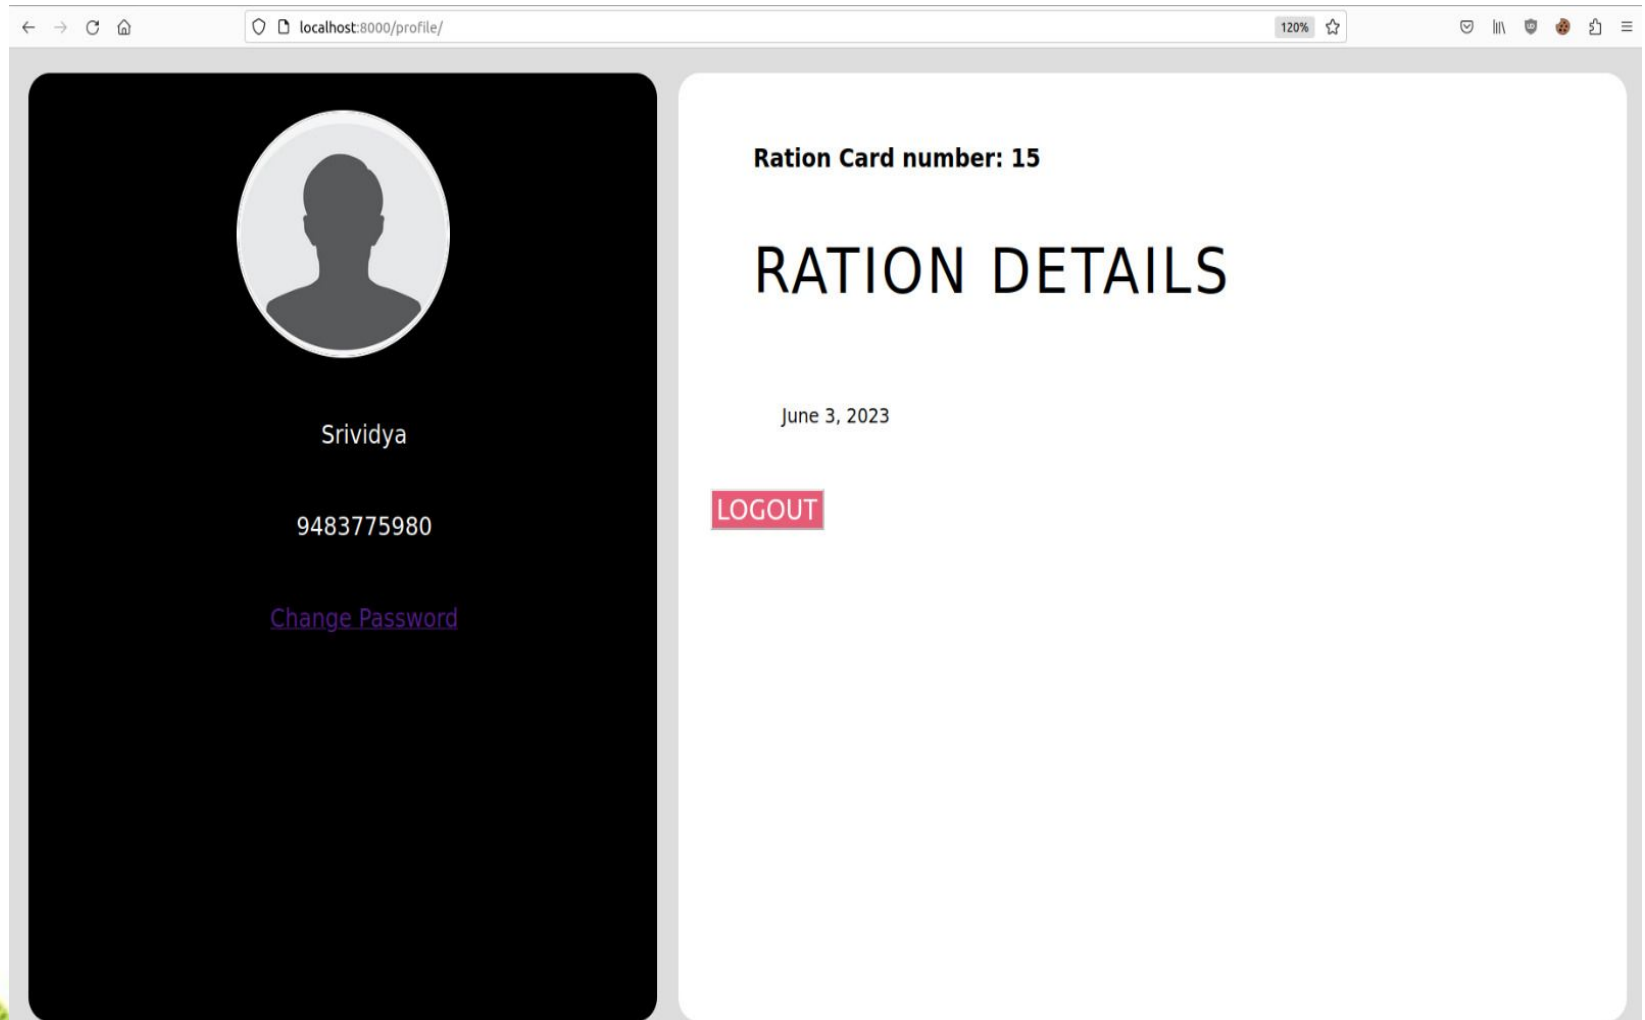 localhost:8000/profile/
120%
Srividya
9483775980
Change Password
Ration Card number: 15
RATION DETAILS
June 3, 2023
LOGOUT